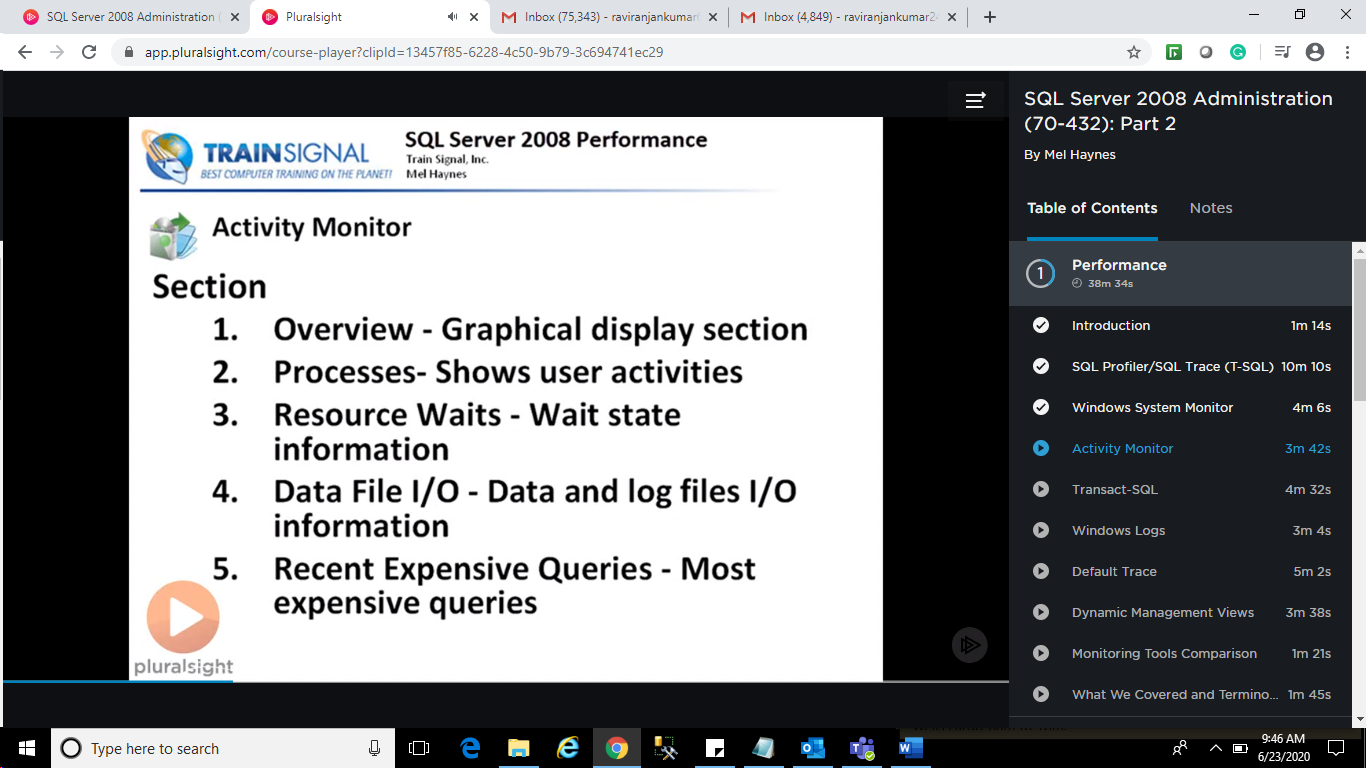 SQL Server 2008 Administration (
Pluralsight
Inbox (75,343) - raviranjankumar
Inbox (4,849) - raviranjankumar2
app.pluralsight.com/course-player?clipId=13457f85-6228-4c50-9b79-3c694741ec29
TRAINSIGNAL
BEST COMPUTER TRAINING ON THE PLANET!
SQL Server 2008 Performance
Train Signal, Inc.
Mel Haynes
Activity Monitor
Section
1. Overview - Graphical display section
2. Processes- Shows user activities
3. Resource Waits - Wait state
information
4. Data File I/O - Data and log files I/O
information
5. Recent Expensive Queries - Most
expensive queries
pluralsight
SQL Server 2008 Administration
(70-432): Part 2
By Mel Haynes
Table of Contents Notes
1 Performance
38m 34s
Introduction 1m 14s
SQL Profiler/SQL Trace (T-SQL) 10m 10s
Windows System Monitor 4m 6s
Activity Monitor 3m 42s
Transact-SQL 4m 32s
Windows Logs 3m 4s
Default Trace 5m 2s
Dynamic Management Views 3m 38s
Monitoring Tools Comparison 1m 21s
What We Covered and Termino... 1m 45s
Type here to search
9:46 AM
6/23/2020